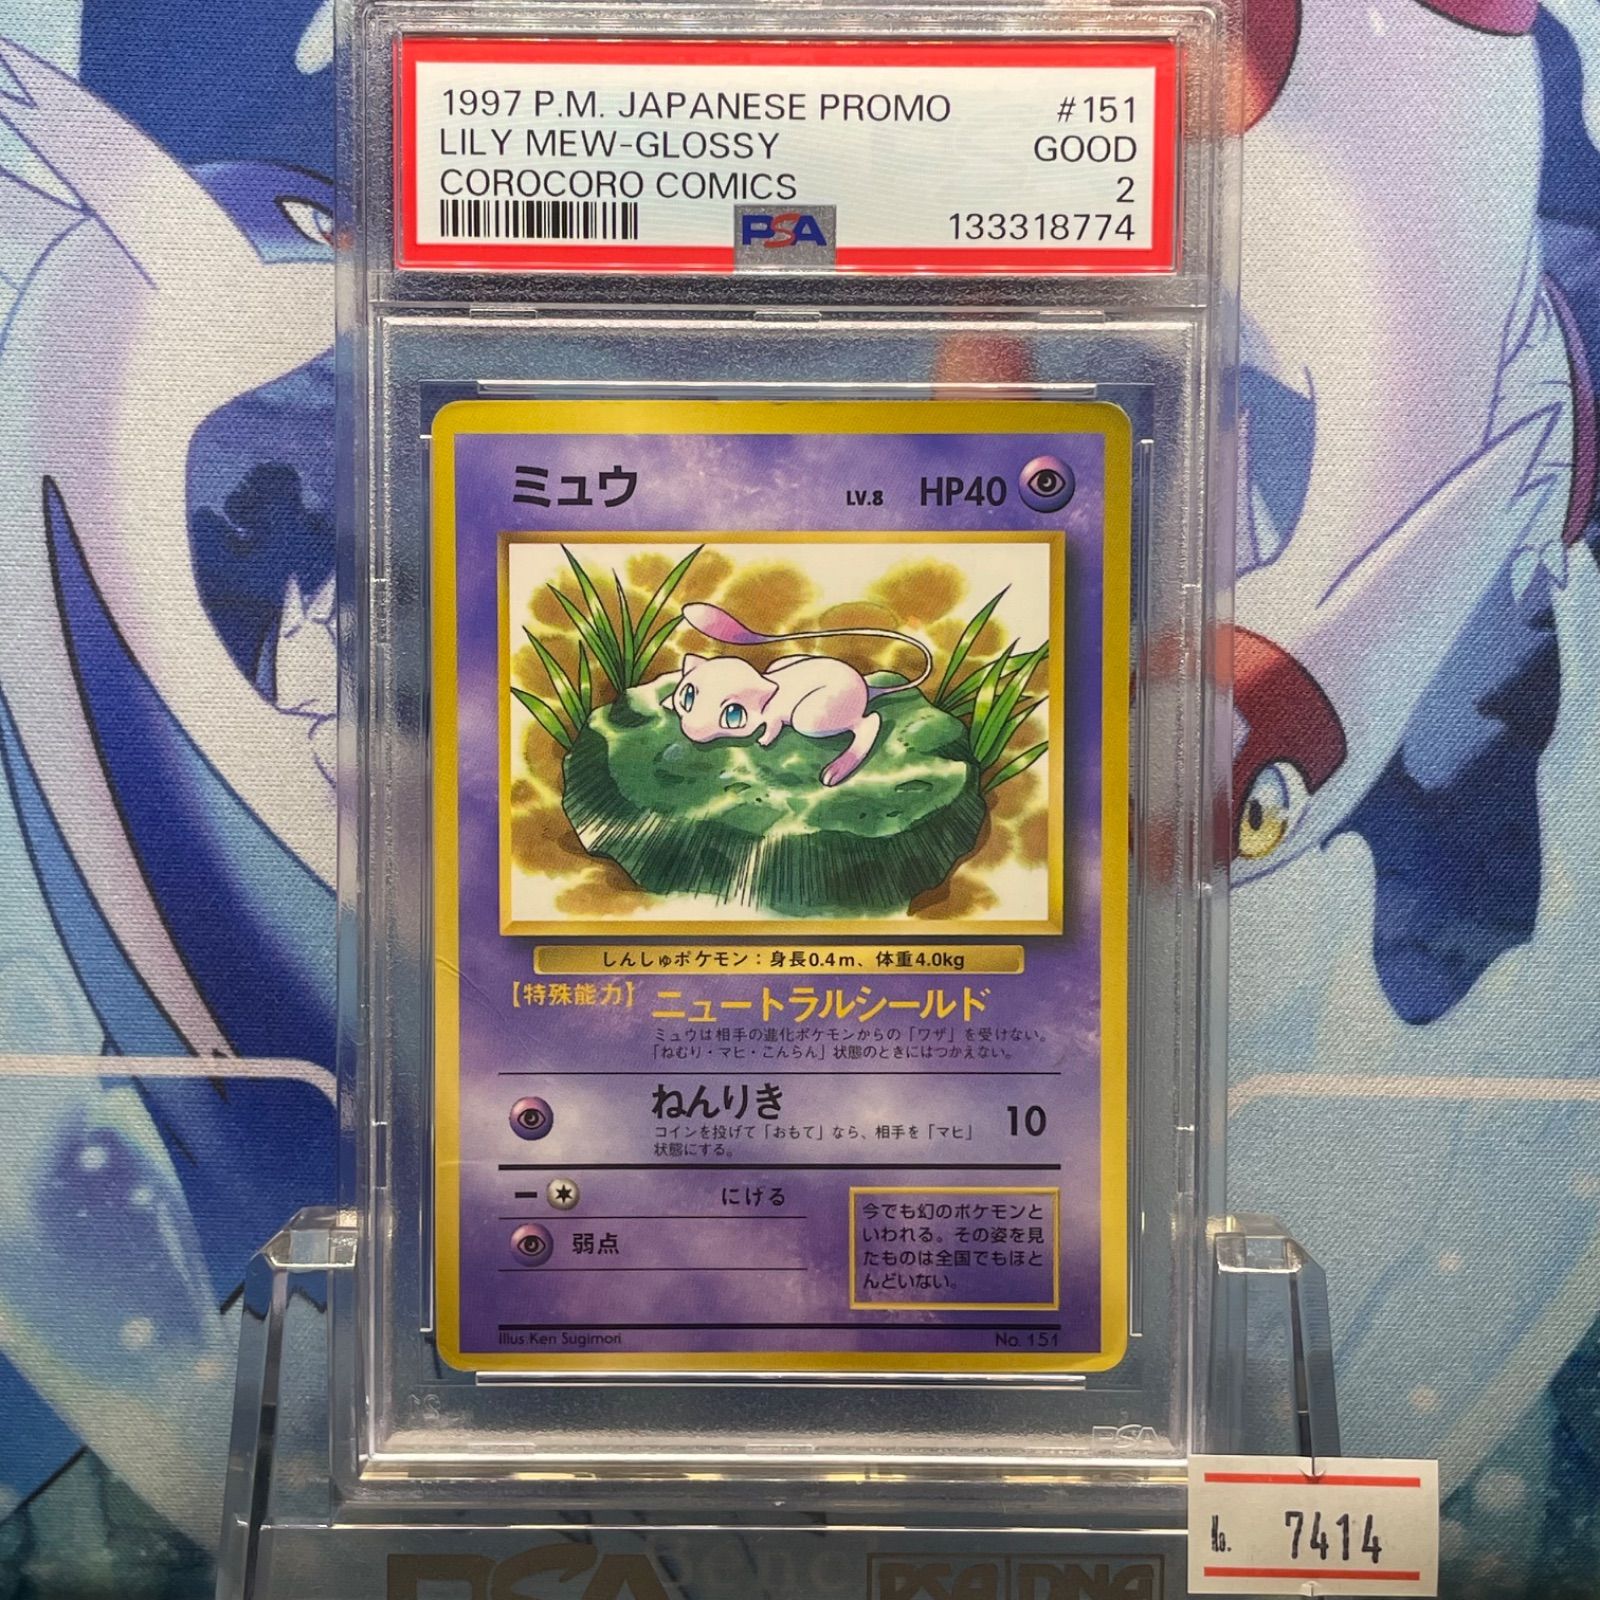 1997 P.M. JAPANESE PROMO #151
LILY MEW-GLOSSY GOOD
COROCORO COMICS 2
PSA 133318774
ミュウ LV.8 HP40
しんしゅポケモン：身長0.4m、体重4.0kg
【特殊能力】 ニュートラルシールド
ミュウは相手の進化ポケモンからの「ワザ」を受けない。
「ねむり・マヒ・こんらん」状態のときにはつかえない。
ねんりき 10
コインを投げて「おもて」なら、相手を「マヒ」
状態にする。
ー にげる
弱点
今でも幻のポケモンと
いわれる。その姿を見
たものは全国でもほと
んどいない。
Illus.Ken Sugimori No.151
PSA
No. 7414
PSA PSA DNA